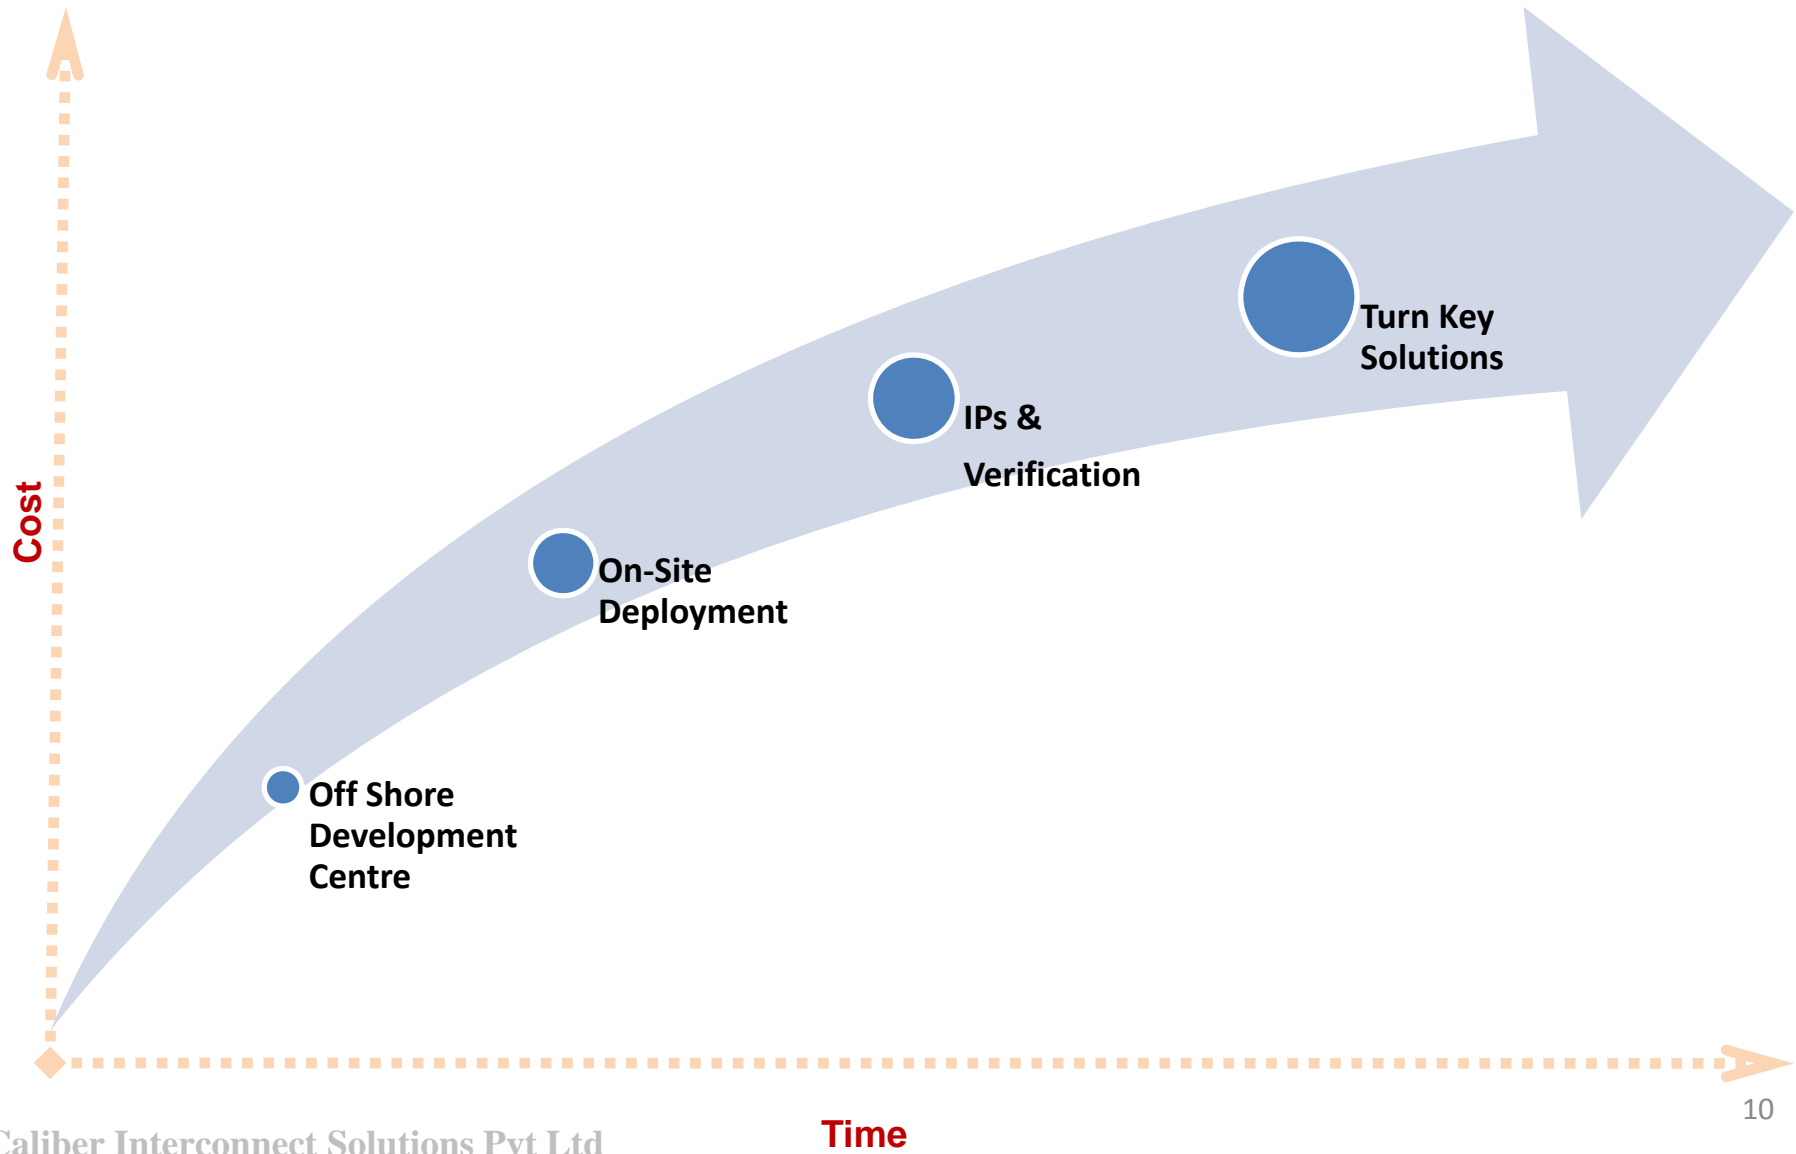 Cost
Turn Key
Solutions
IPs &
Verification
On-Site
Deployment
Off Shore
Development
Centre
10
Time
Caliber Interconnect Solutions Pvt Ltd